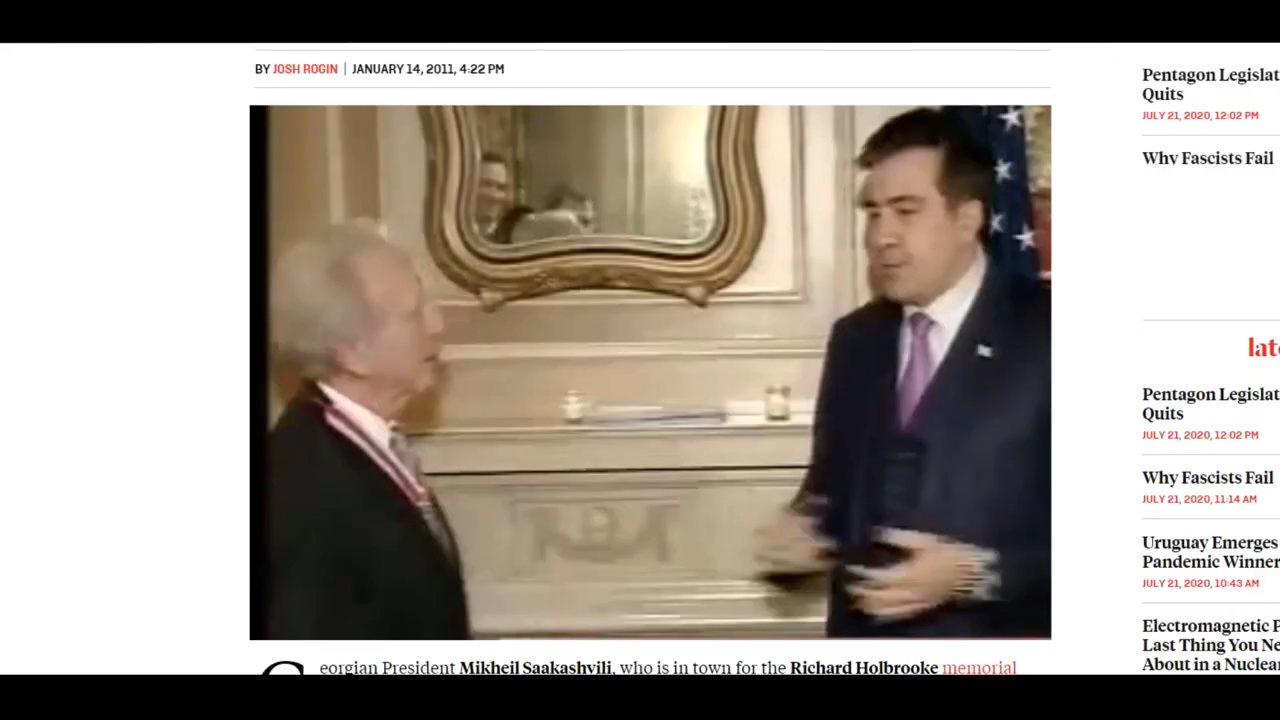 BY JOSH ROGIN | JANUARY 14, 2011, 4:22 PM
eorgian President Mikheil Saakashvili, who is in town for the Richard Holbrooke memorial
Pentagon Legislat
Quits
JULY 21, 2020, 12:02 PM
Why Fascists Fail
late
Pentagon Legislat
Quits
JULY 21, 2020, 12:02 PM
Why Fascists Fail
JULY 21, 2020, 11:14 AM
Uruguay Emerges
Pandemic Winner
JULY 21, 2020, 10:43 AM
Electromagnetic P
Last Thing You Ne
About in a Nuclear